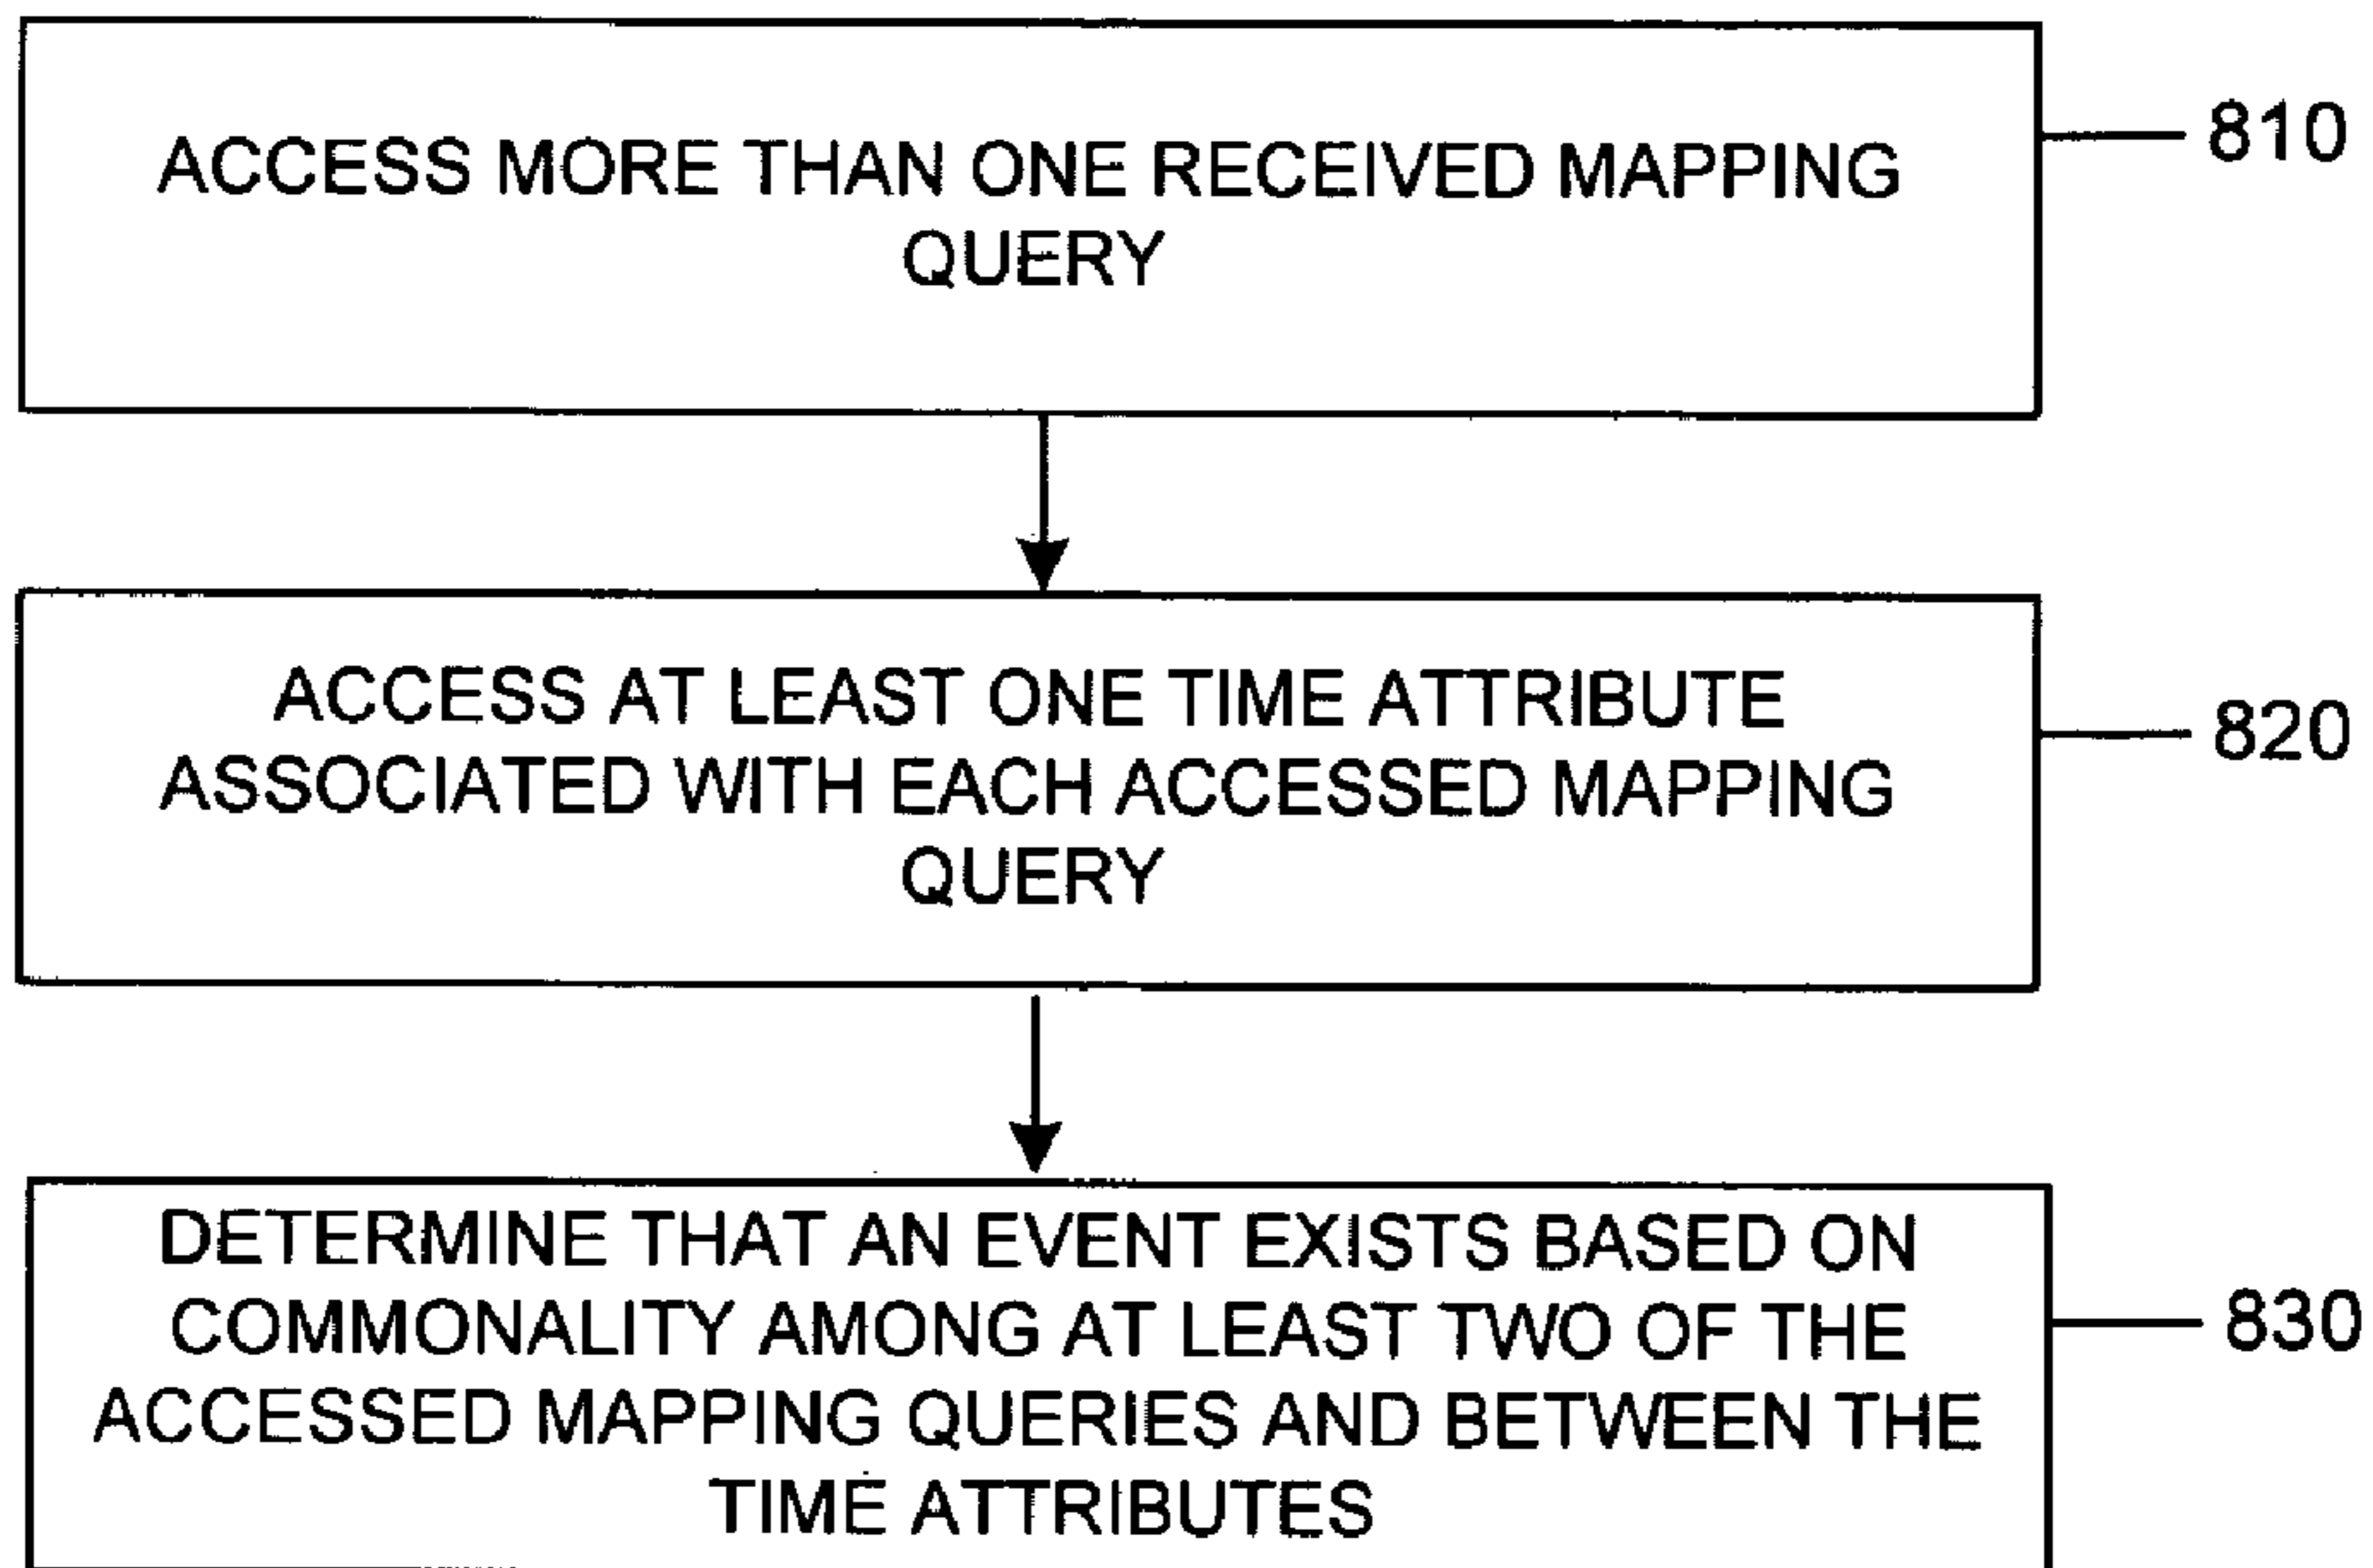 ACCESS MORE THAN ONE RECEIVED MAPPING
QUERY
810
ACCESS AT LEAST ONE TIME ATTRIBUTE
ASSOCIATED WITH EACH ACCESSED MAPPING
QUERY
820
DETERMINE THAT AN EVENT EXISTS BASED ON
COMMONALITY AMONG AT LEAST TWO OF THE
ACCESSED MAPPING QUERIES AND BETWEEN THE
TIME ATTRIBUTES
830